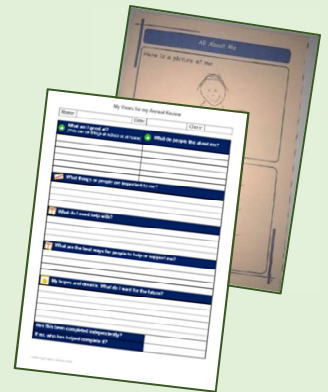 All About Me
Here is a picture of me
My Views for my Annual Review
Name:
Date:
Class:
What am I good at?
What do people like about me?
What things or people are important to me?
What do I need help with?
What are the best ways for people to help or support me?
My hopes and dreams. What do I want for the future?
Has this been completed independently?
If no, who has helped complete it?